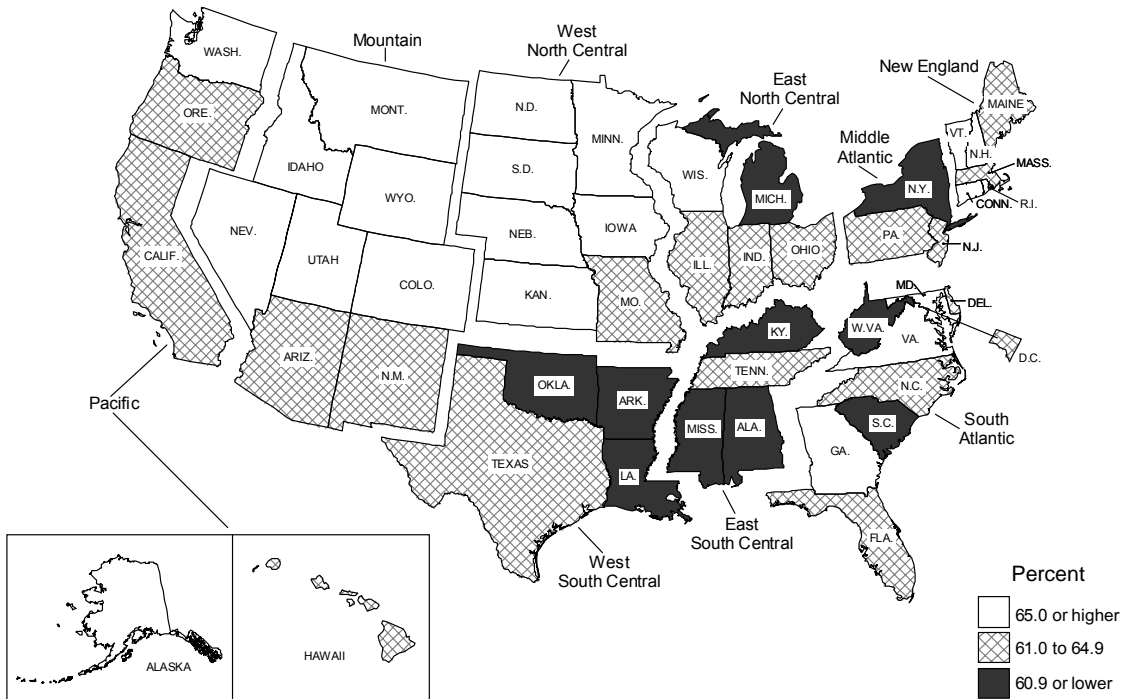 Mountain
West
North Central
East
North Central
New England
Middle
Atlantic
WASH.
ORE.
MONT.
IDAHO
WYO.
N.D.
S.D.
MINN.
WIS.
MICH.
N.Y.
VT.
N.H.
MAINE
MASS.
R.I.
CONN.
NEV.
UTAH
COLO.
CALIF.
NEB.
KAN.
IOWA
MO.
ILL.
IND.
OHIO
PA.
N.J.
MD.
DEL.
D.C.
ARIZ.
N.M.
OKLA.
ARK.
TEXAS
LA.
KY.
TENN.
MISS.
ALA.
W.VA.
VA.
N.C.
S.C.
GA.
FLA.
Pacific
South
Atlantic
East
South Central
West
South Central
ALASKA
HAWAII
Percent
65.0 or higher
61.0 to 64.9
60.9 or lower